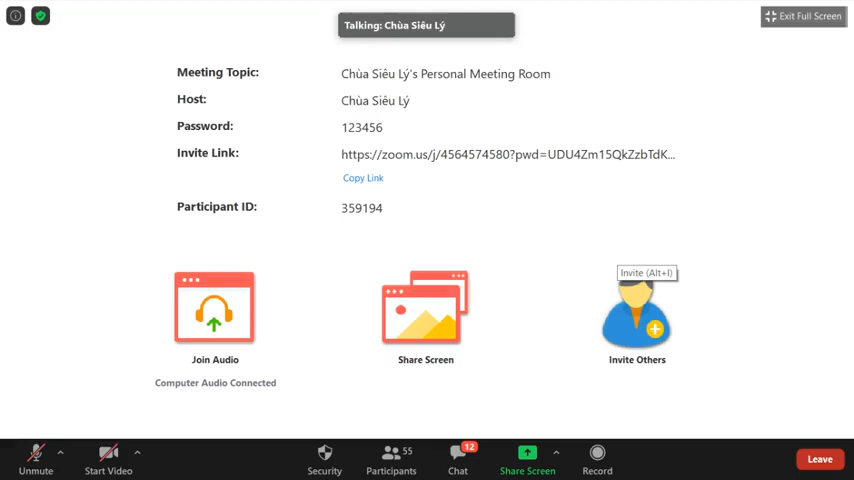 Talking: Chùa Siêu Lý
Exit Full Screen
Meeting Topic: Chùa Siêu Lý's Personal Meeting Room
Host: Chùa Siêu Lý
Password: 123456
Invite Link: https://zoom.us/j/4564574580?pwd=UDU4Zm15QkZzbTdK...
Copy Link
Participant ID: 359194
Invite (Alt+I)
Join Audio Share Screen Invite Others
Computer Audio Connected
55 12
Unmute Start Video Security Participants Chat Share Screen Record Leave